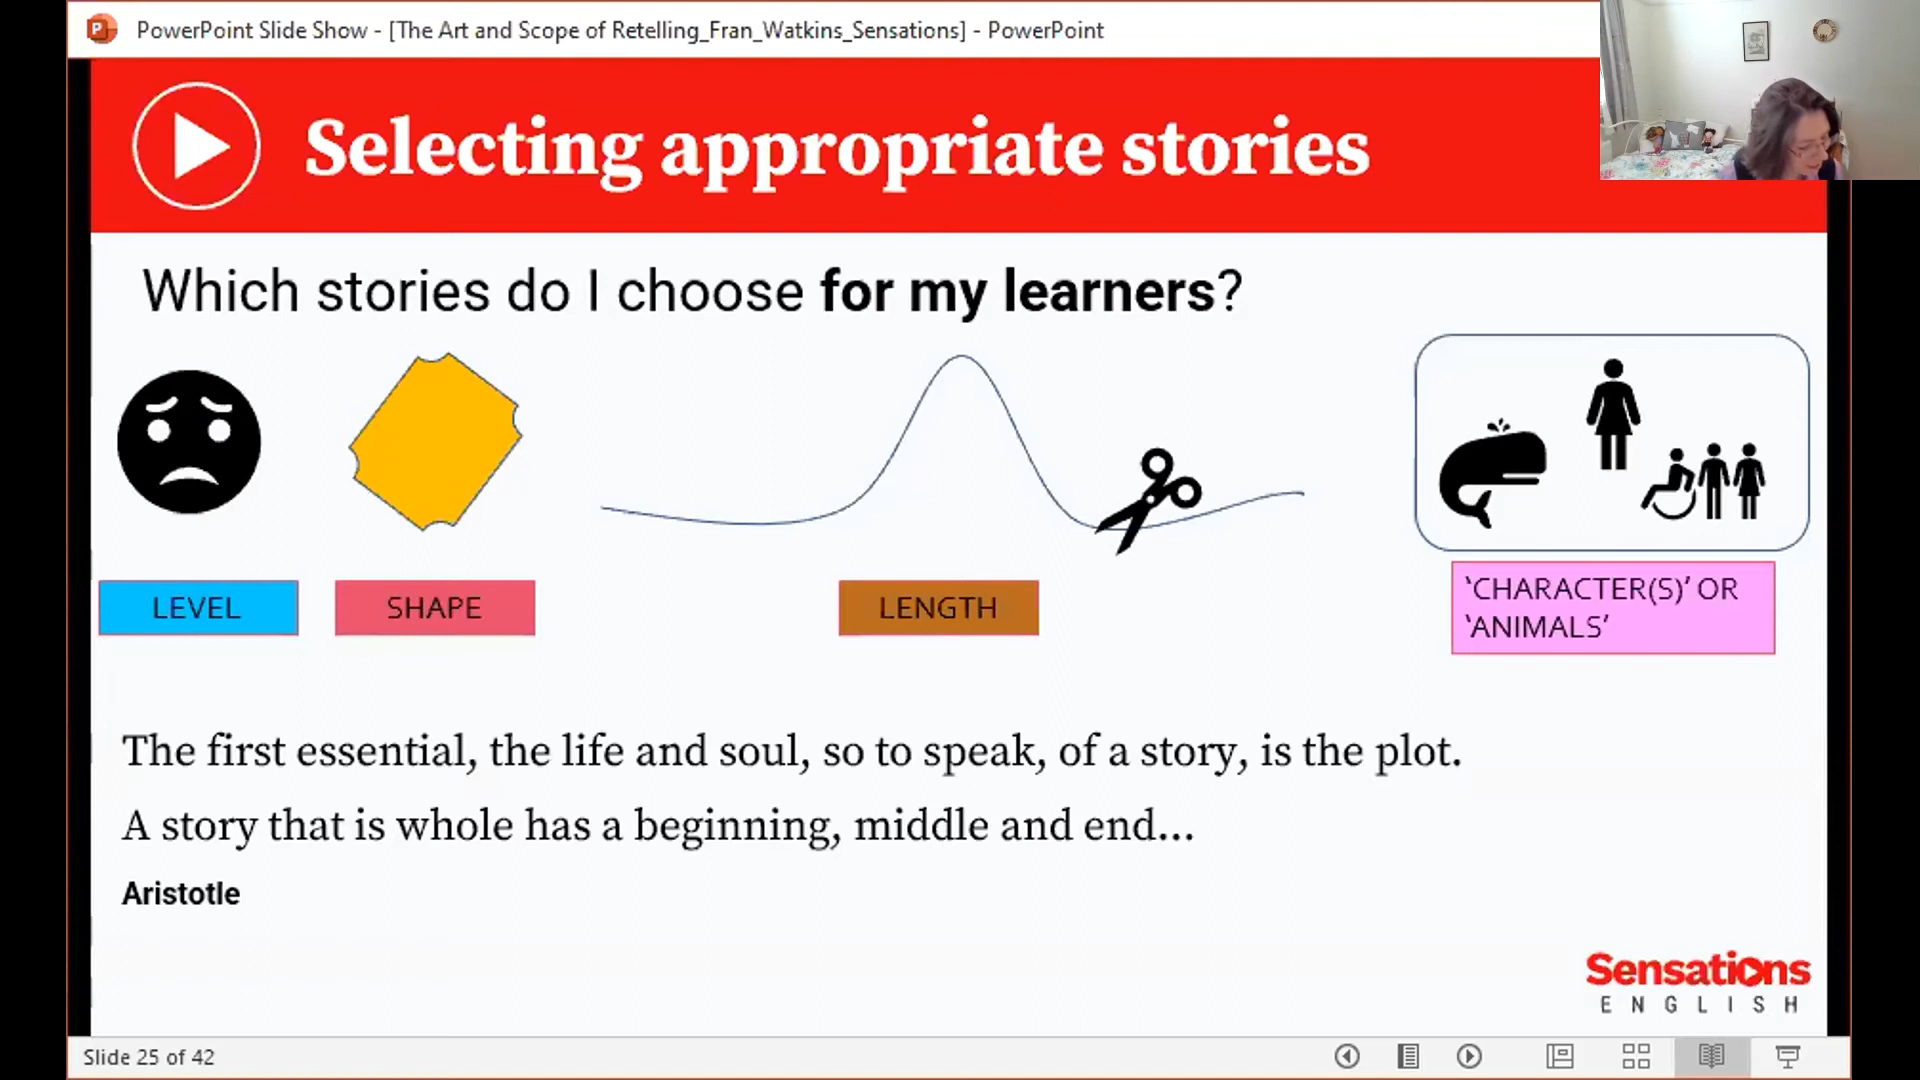 PowerPoint Slide Show - [The Art and Scope of Retelling_Fran_Watkins_Sensations] - PowerPoint
Selecting appropriate stories
Which stories do I choose for my learners?
LEVEL
SHAPE
LENGTH
‘CHARACTER(S)’ OR
‘ANIMALS’
The first essential, the life and soul, so to speak, of a story, is the plot.
A story that is whole has a beginning, middle and end...
Aristotle
Sensations
ENGLISH
Slide 25 of 42